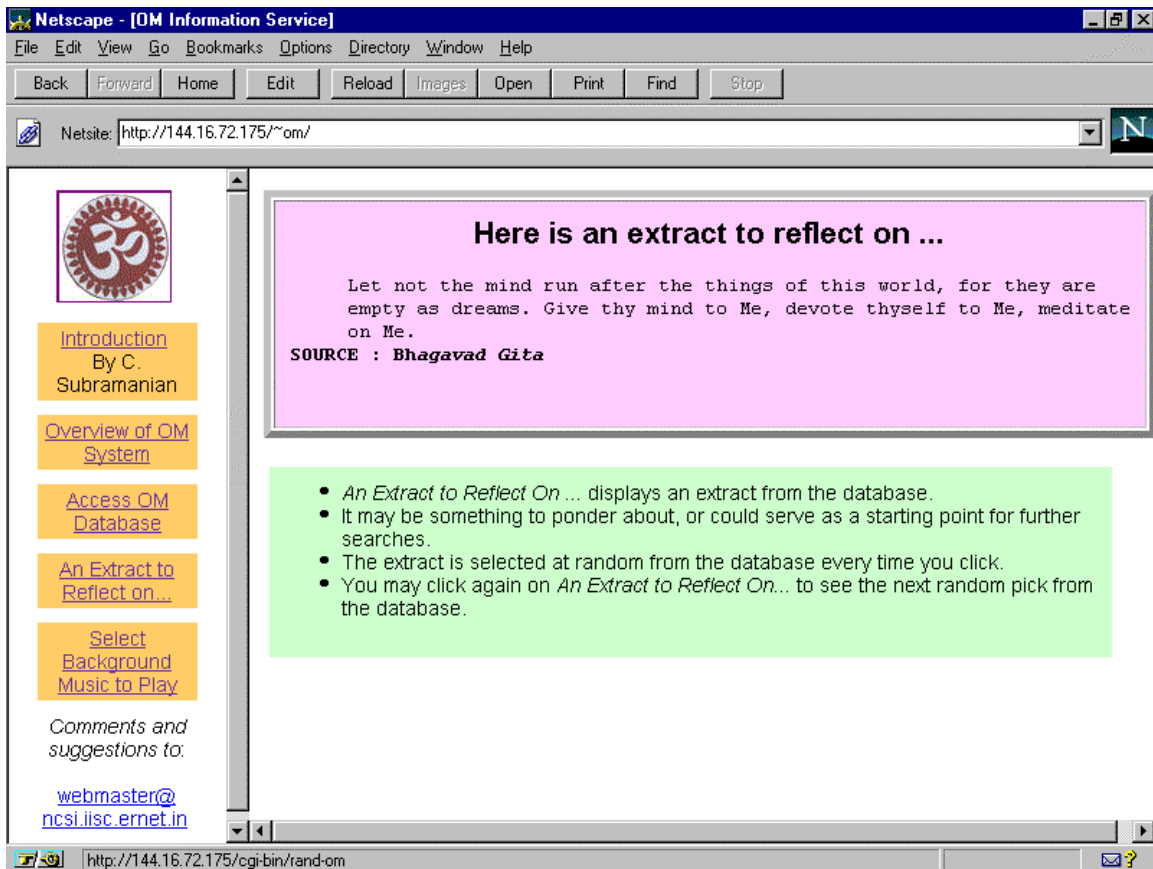 Netscape - [OM Information Service]
File Edit View Go Bookmarks Options Directory Window Help
Back Forward Home Edit Reload Images Open Print Find Stop
Netsite: http://144.16.72.175/~om/
N
ॐ
Introduction
By C.
Subramanian
Overview of OM
System
Access OM
Database
An Extract to
Reflect on...
Select
Background
Music to Play
Comments and
suggestions to:
webmaster@
ncsi.iisc.ernet.in
Here is an extract to reflect on ...
Let not the mind run after the things of this world, for they are
empty as dreams. Give thy mind to Me, devote thyself to Me, meditate
on Me.
SOURCE : Bhagavad Gita
An Extract to Reflect On ... displays an extract from the database.
It may be something to ponder about, or could serve as a starting point for further
searches.
The extract is selected at random from the database every time you click.
You may click again on An Extract to Reflect On... to see the next random pick from
the database.
http://144.16.72.175/cgi-bin/rand-om